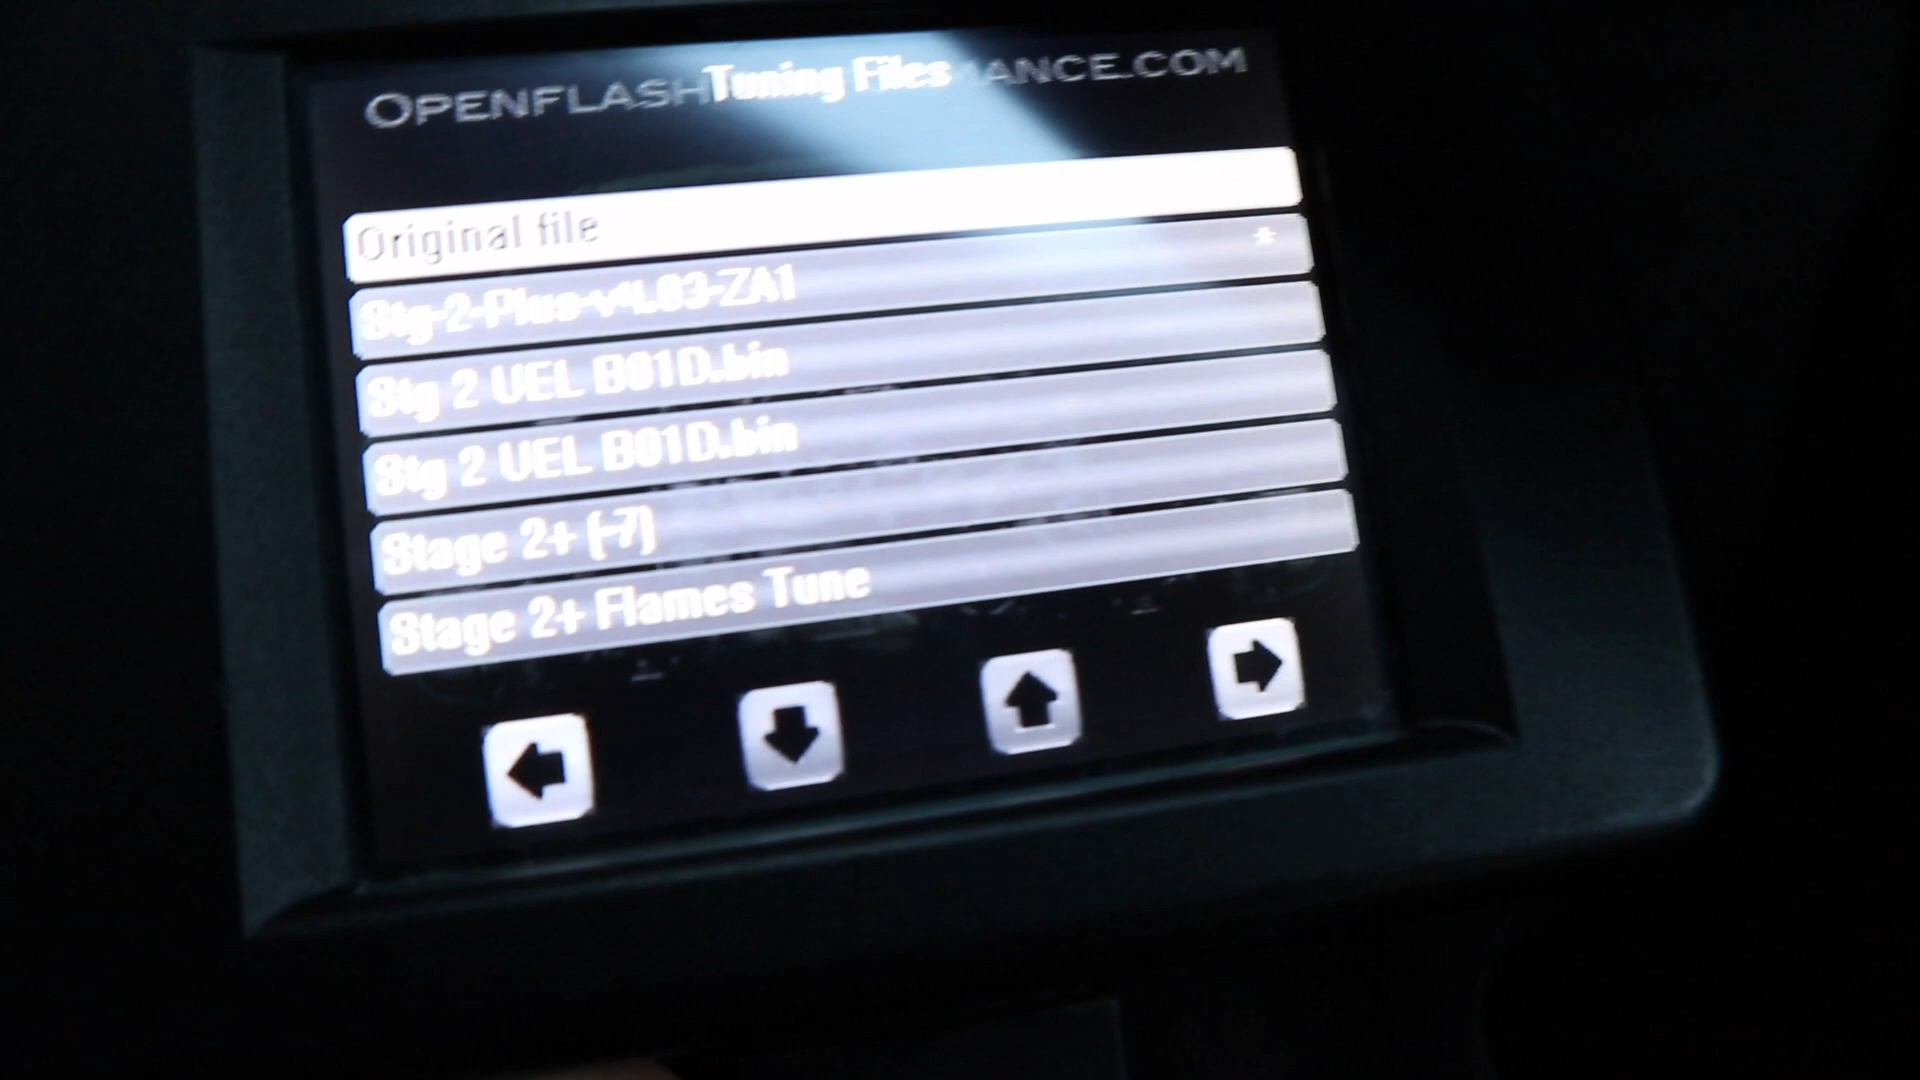 OPENFLASH Tuning Files ANCE.COM
Original file
Stg-2-Plus-v4.03-ZA1 *
Stg 2 UEL B01D.bin
Stg 2 UEL B01D.bin
Stage 2+ (-7)
Stage 2+ Flames Tune